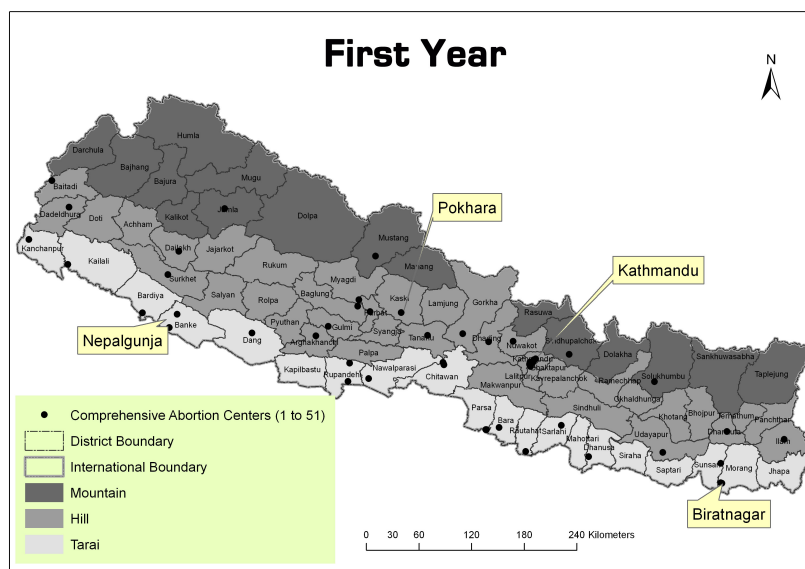 First Year
N
Humla
Darchula
Bajhang
Mugu
Bajura
Baitadi
Jumla
Dolpa
Dadeldhura
Doti
Kalikot
Achham
Mustang
Pokhara
Kanchanpur
Dailekh
Jajarkot
Manang
Kailali
Rukum
Kathmandu
Surkhet
Myagdi
Kaski
Bardiya
Salyan
Rolpa
Baglung
Lamjung
Gorkha
Rasuwa
Parbat
Nepalgunja
Banke
Pyuthan
Gulmi
Syangja
Tanahu
Dhading
Nuwakot
Sindhupalchok
Dang
Arghakhanchi
Dolakha
Sankhuwasabha
Palpa
Kathmandu
Bhaktapur
Lalitpur
Kavrepalanchok
Ramechhap
Solukhumbu
Taplejung
Kapilbastu
Rupandehi
Nawalparasi
Chitawan
Makwanpur
Okhaldhunga
Sindhuli
Khotang
Bhojpur
Terhathum
Panchthar
Parsa
Bara
Rautahat
Sarlahi
Mahottari
Dhanusa
Siraha
Udayapur
Dhankuta
Ilam
Saptari
Sunsari
Morang
Jhapa
Biratnagar
Comprehensive Abortion Centers (1 to 51)
District Boundary
International Boundary
Mountain
Hill
Tarai
0 30 60 120 180 240 Kilometers